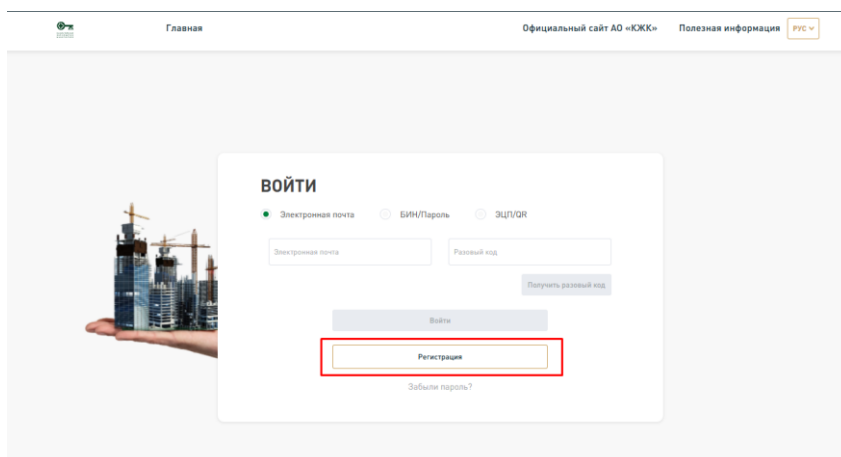 Главная Официальный сайт АО «КЖК» Полезная информация РУС
ВОЙТИ
Электронная почта БИН/Пароль ЭЦП/QR
Электронная почта Разовый код
Получить разовый код
Войти
Регистрация
Забыли пароль?